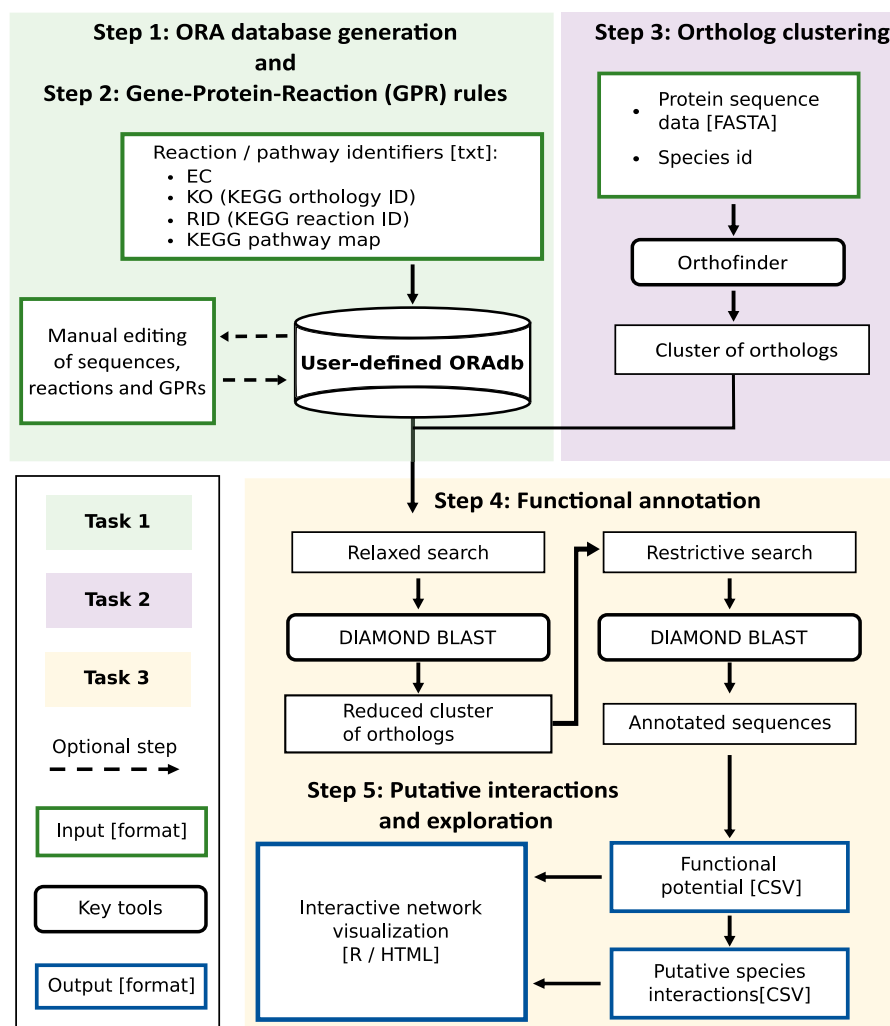 Step 1: ORA database generation
and
Step 2: Gene-Protein-Reaction (GPR) rules
Reaction / pathway identifiers [txt]:
• EC
• KO (KEGG orthology ID)
• RID (KEGG reaction ID)
• KEGG pathway map
Manual editing
of sequences,
reactions and GPRs
User-defined ORAdb
Step 3: Ortholog clustering
• Protein sequence
data [FASTA]
• Species id
Orthofinder
Cluster of orthologs
Task 1
Task 2
Task 3
Optional step
Input [format]
Key tools
Output [format]
Step 4: Functional annotation
Relaxed search
DIAMOND BLAST
Reduced cluster
of orthologs
Restrictive search
DIAMOND BLAST
Annotated sequences
Step 5: Putative interactions
and exploration
Interactive network
visualization
[R / HTML]
Functional
potential [CSV]
Putative species
interactions[CSV]